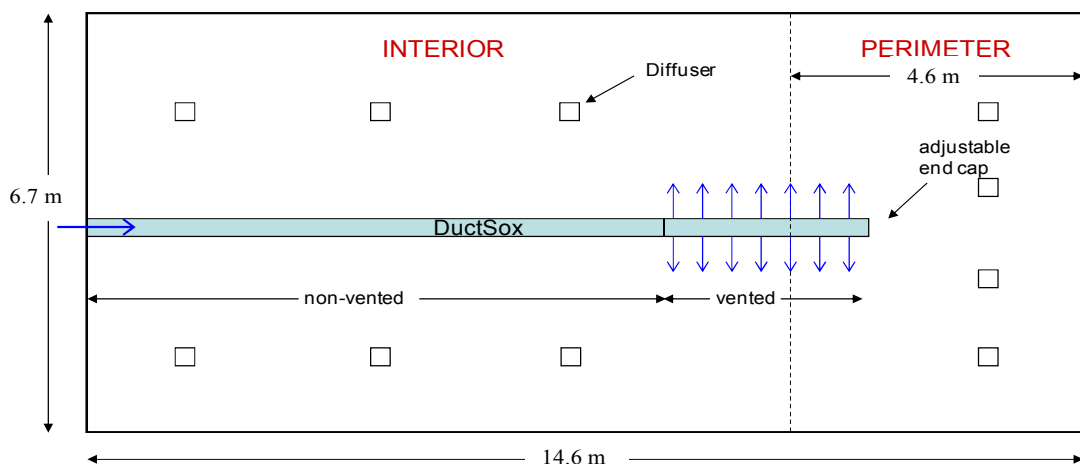 INTERIOR
PERIMETER
4.6 m
Diffuser
adjustable
end cap
6.7 m
DuctSox
non-vented
vented
14.6 m